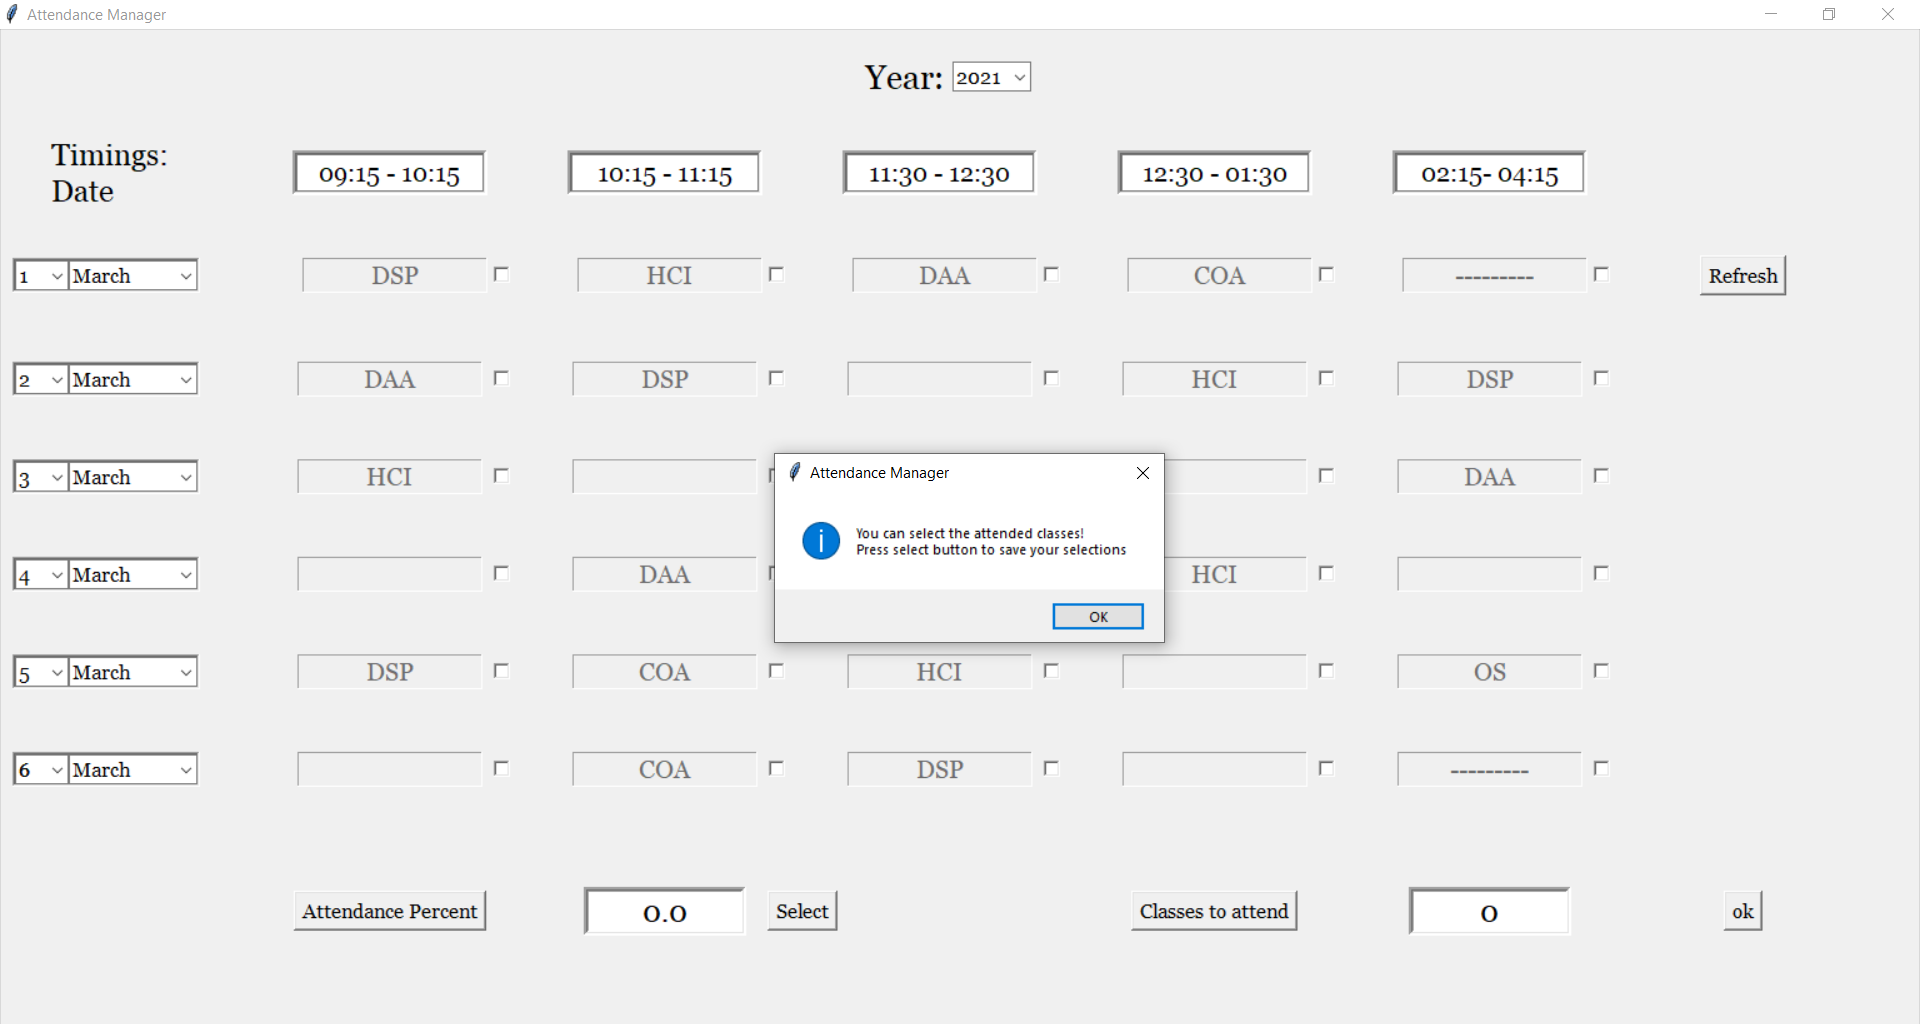 Attendance Manager
Year: 2021
Timings:
Date
09:15 - 10:15 10:15 - 11:15 11:30 - 12:30 12:30 - 01:30 02:15- 04:15
1 March DSP HCI DAA COA --------- Refresh
2 March DAA DSP HCI DSP
3 March HCI DAA
Attendance Manager
You can select the attended classes!
Press select button to save your selections
OK
4 March DAA HCI
5 March DSP COA HCI OS
6 March COA DSP ---------
Attendance Percent 0.0 Select Classes to attend 0 ok